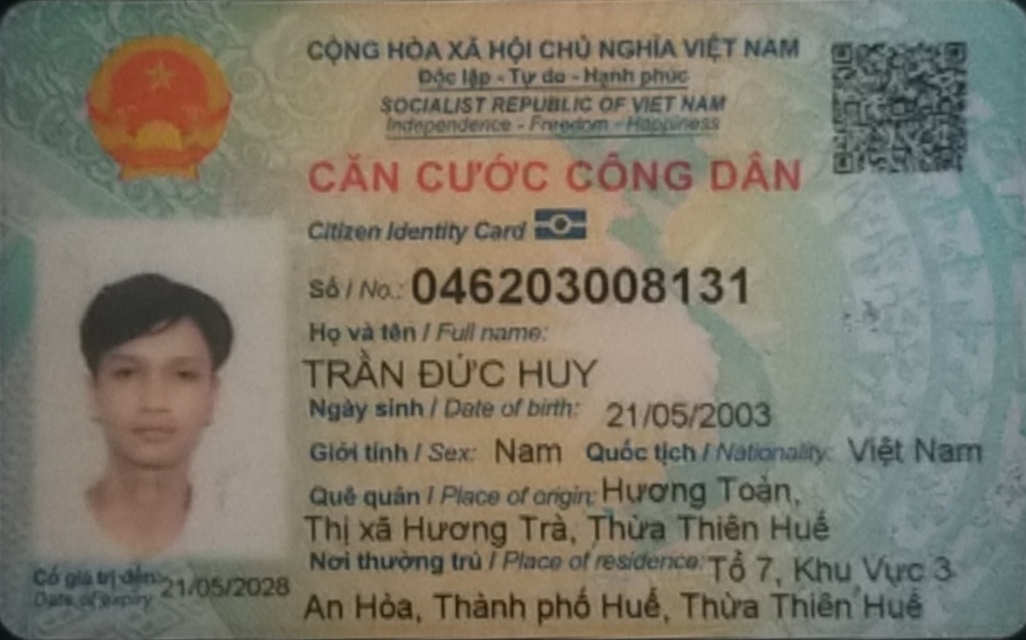 CỘNG HÒA XÃ HỘI CHỦ NGHĨA VIỆT NAM
Độc lập - Tự do - Hạnh phúc
SOCIALIST REPUBLIC OF VIET NAM
Independence - Freedom - Happiness
CĂN CƯỚC CÔNG DÂN
Citizen Identity Card
Số / No.: 046203008131
Họ và tên / Full name:
TRẦN ĐỨC HUY
Ngày sinh / Date of birth: 21/05/2003
Giới tính / Sex: Nam Quốc tịch / Nationality: Việt Nam
Quê quán / Place of origin: Hương Toàn,
Thị xã Hương Trà, Thừa Thiên Huế
Nơi thường trú / Place of residence: Tổ 7, Khu Vực 3
An Hòa, Thành phố Huế, Thừa Thiên Huế
Có giá trị đến: 21/05/2028
Date of expiry